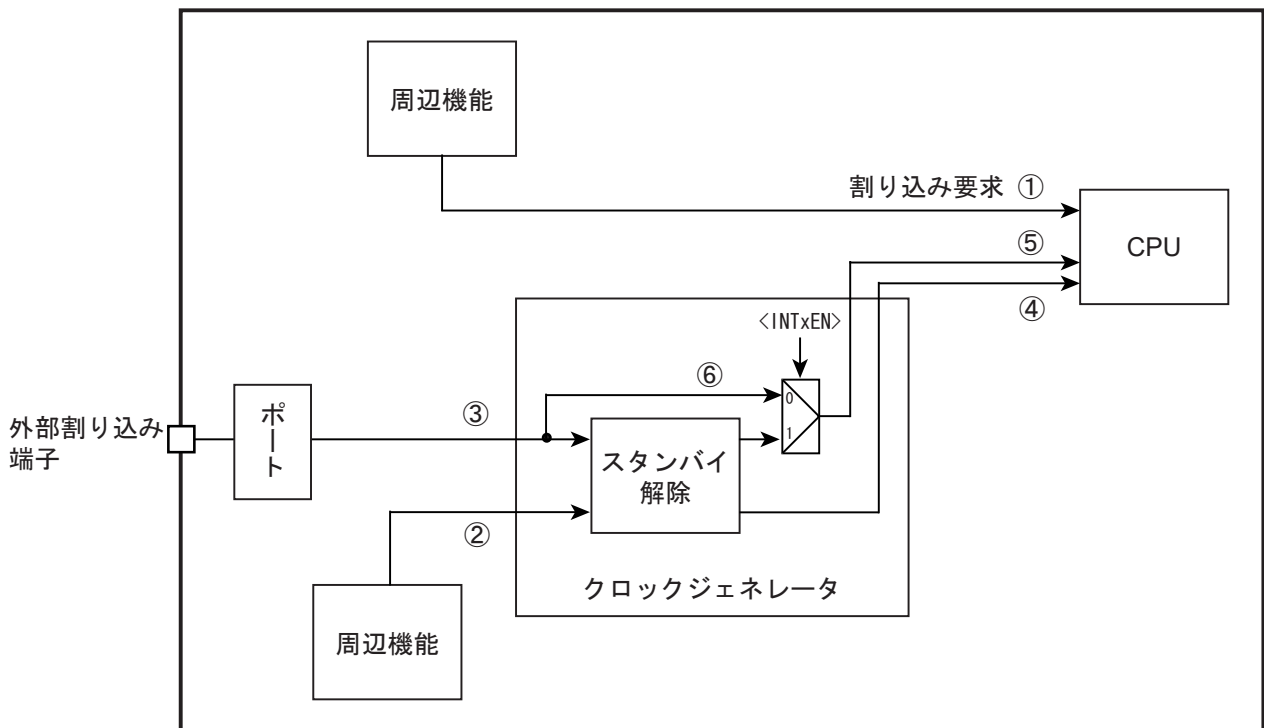 周辺機能
割り込み要求 ①
CPU
⑤
④
<INTxEN>
⑥
0
1
外部割り込み
端子
ポート
③
スタンバイ
解除
②
クロックジェネレータ
周辺機能